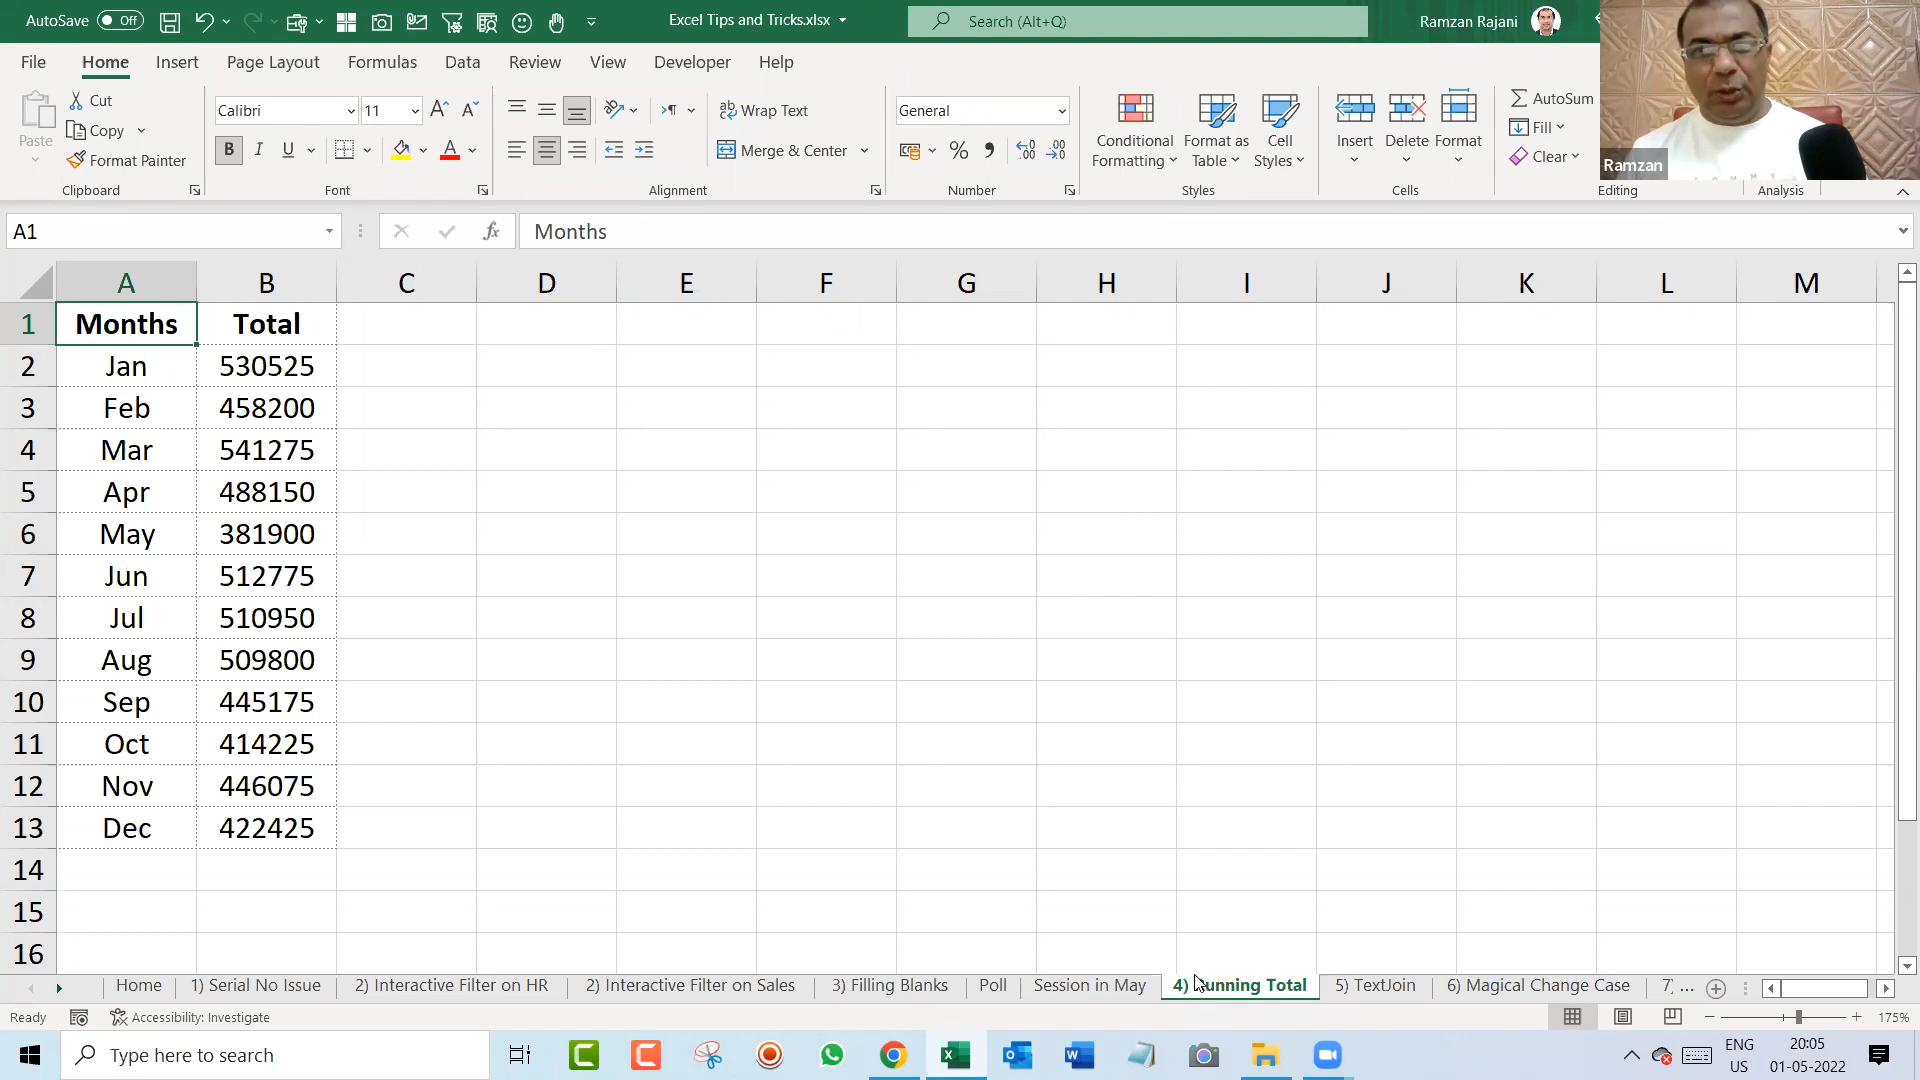 AutoSave Off Excel Tips and Tricks.xlsx Search (Alt+Q) Ramzan Rajani
File Home Insert Page Layout Formulas Data Review View Developer Help
Paste Cut Copy Format Painter
Calibri 11
B I U
Wrap Text
Merge & Center
General
Conditional Formatting Format as Table Cell Styles
Insert Delete Format
AutoSum
Fill
Clear
Ramzan
Clipboard Font Alignment Number Styles Cells Editing Analysis
A1 fx Months
A B C D E F G H I J K L M
1 Months Total
2 Jan 530525
3 Feb 458200
4 Mar 541275
5 Apr 488150
6 May 381900
7 Jun 512775
8 Jul 510950
9 Aug 509800
10 Sep 445175
11 Oct 414225
12 Nov 446075
13 Dec 422425
14
15
16
Home 1) Serial No Issue 2) Interactive Filter on HR 2) Interactive Filter on Sales 3) Filling Blanks Poll Session in May 4) Running Total 5) TextJoin 6) Magical Change Case 7) ...
Ready Accessibility: Investigate 175%
Type here to search ENG US 20:05 01-05-2022